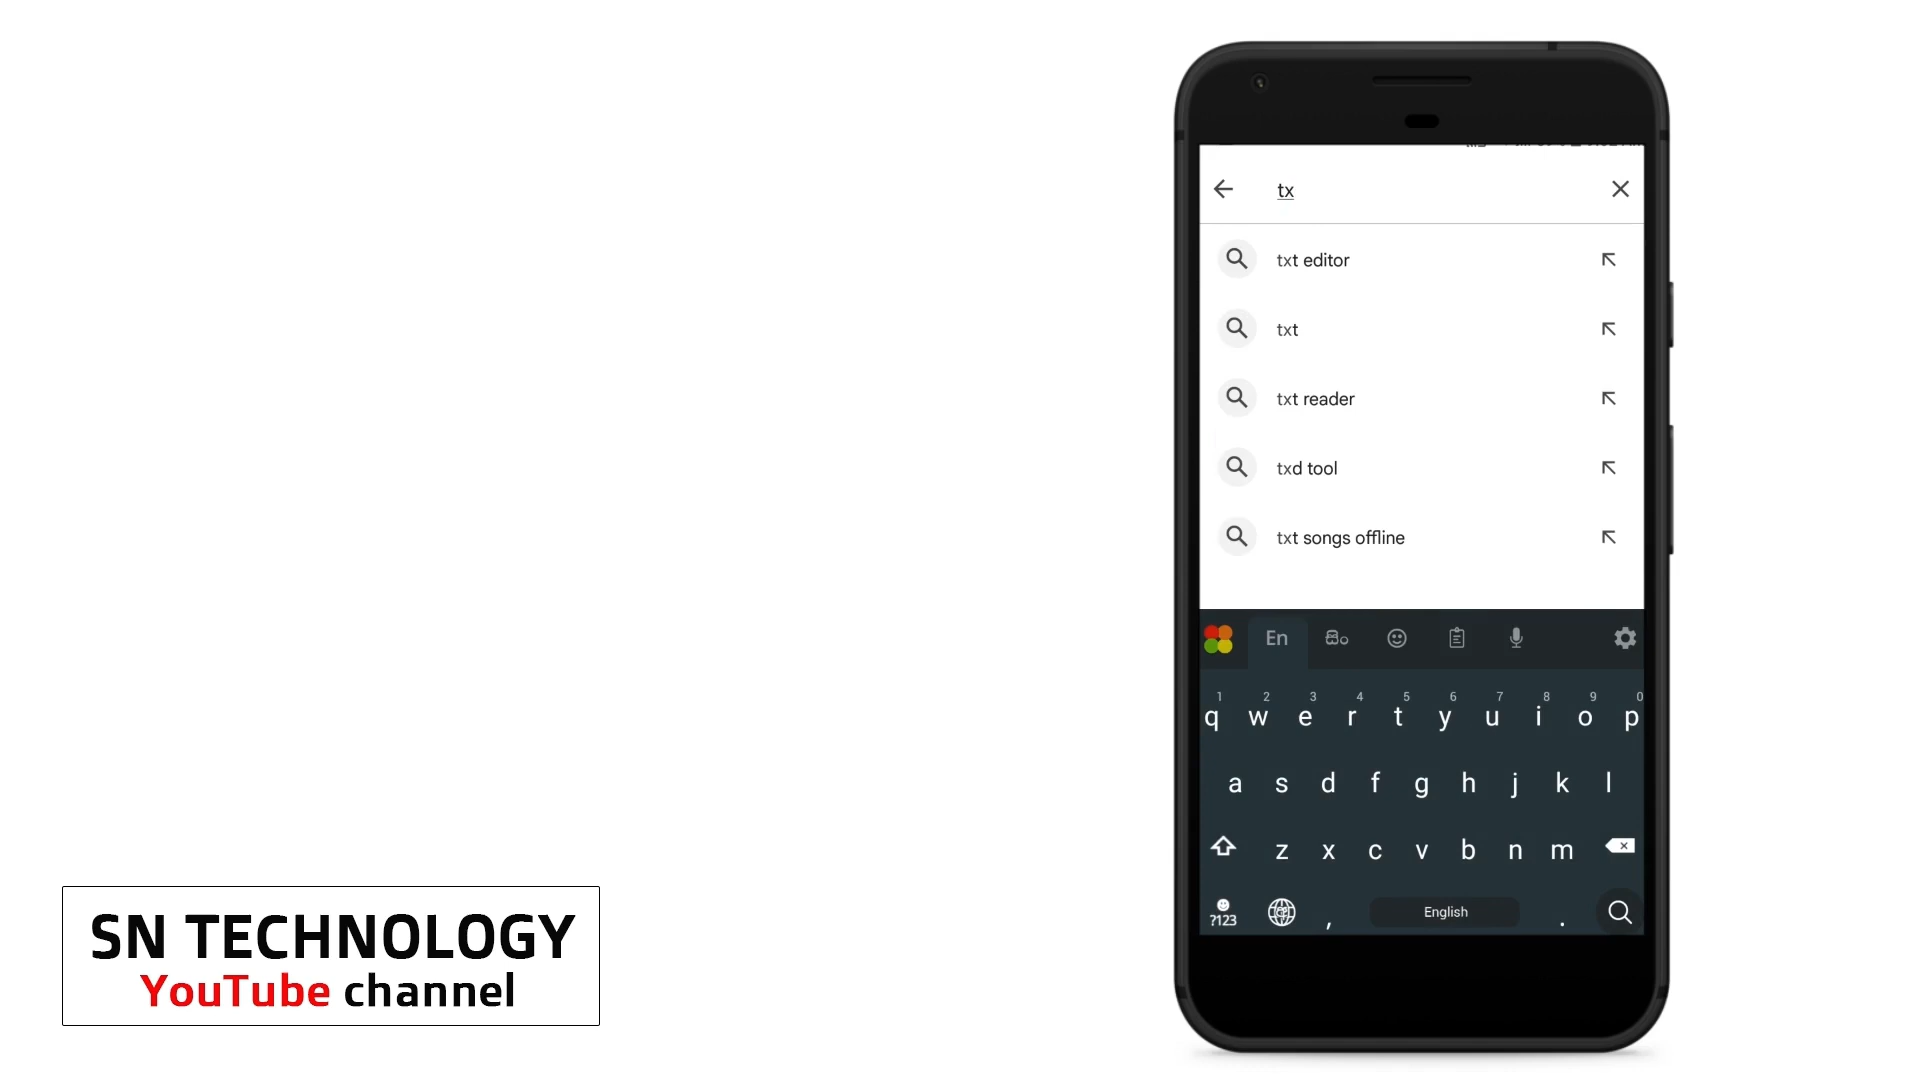 tx
txt editor
txt
txt reader
txd tool
txt songs offline
En
1 2 3 4 5 6 7 8 9 0
q w e r t y u i o p
a s d f g h j k l
z x c v b n m
?123 , English .
SN TECHNOLOGY
YouTube channel